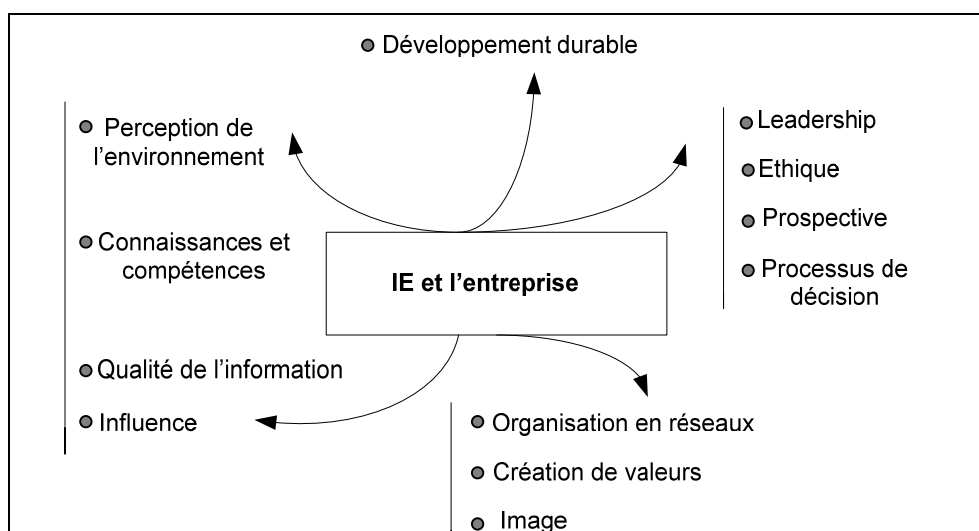 Développement durable
Perception de
l'environnement
Connaissances et
compétences
Qualité de l'information
Influence
IE et l'entreprise
Leadership
Ethique
Prospective
Processus de
décision
Organisation en réseaux
Création de valeurs
Image